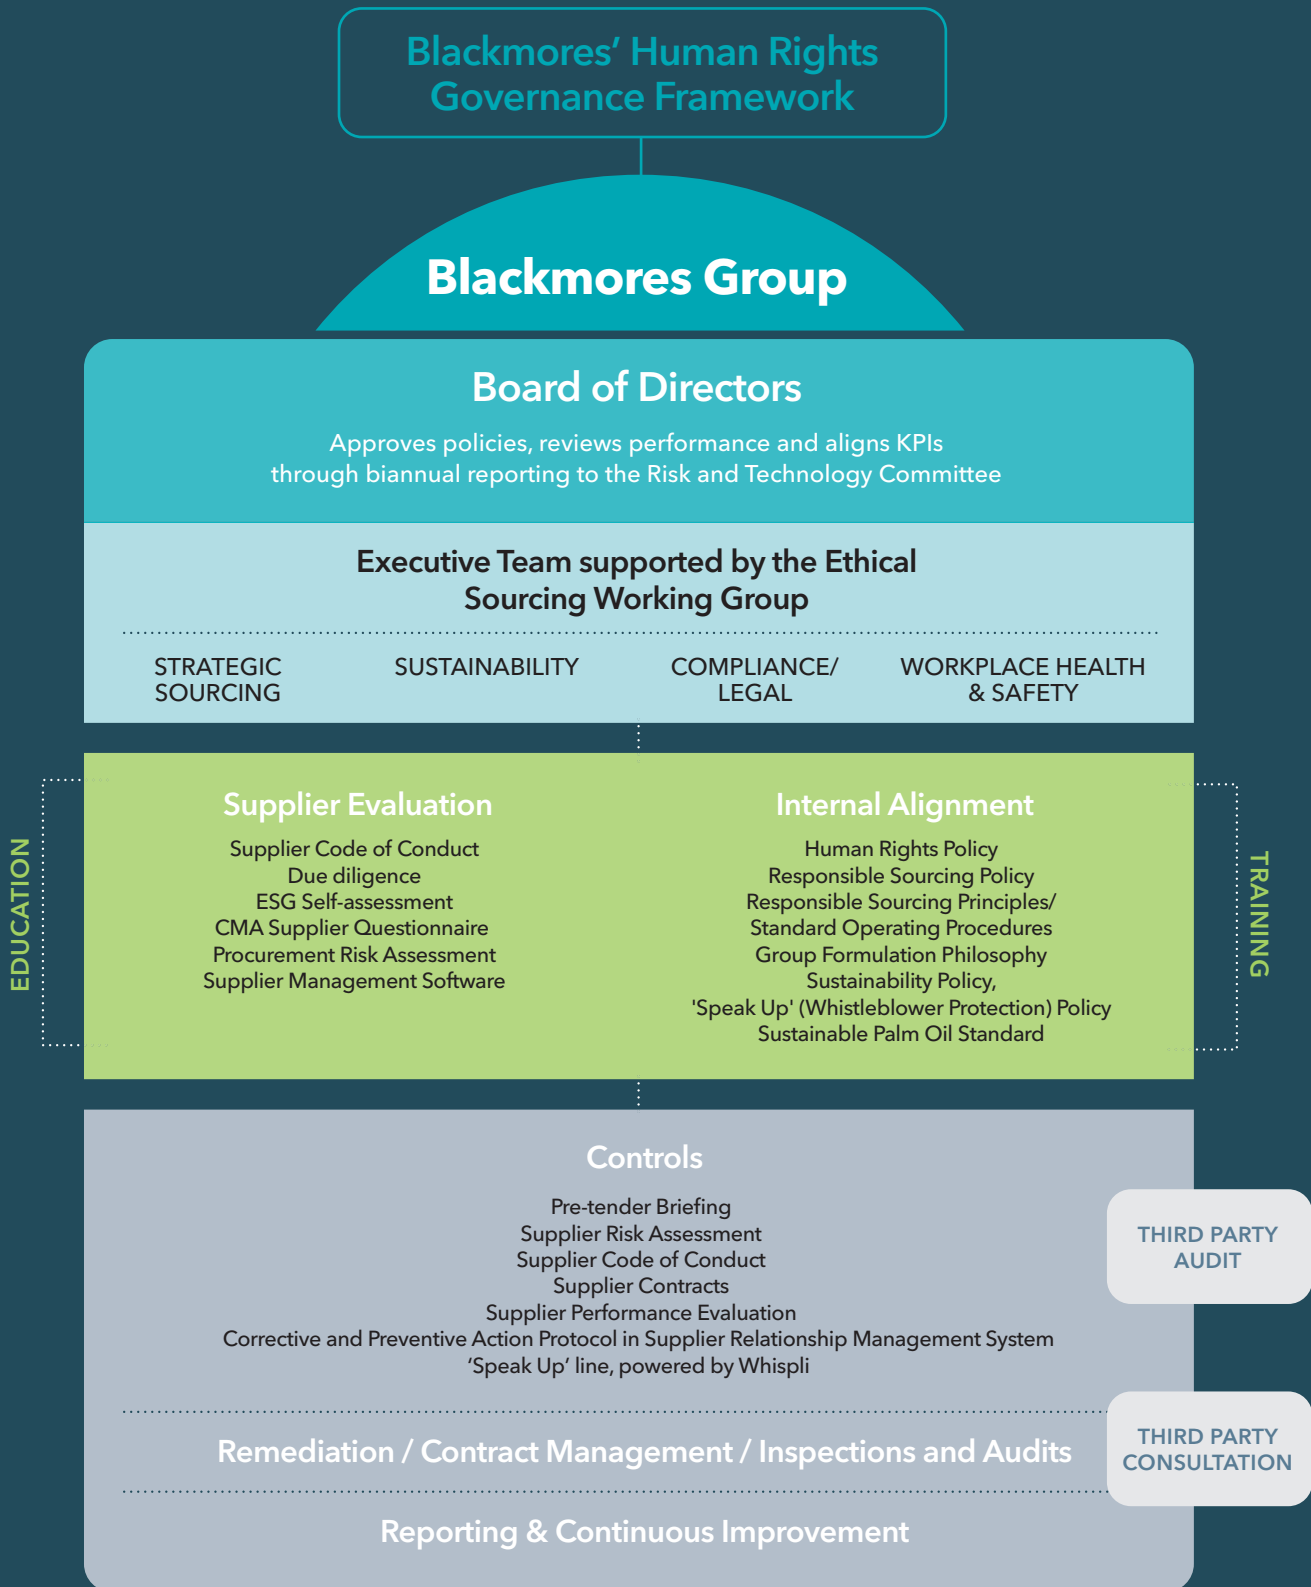 Blackmores’ Human Rights
Governance Framework
Blackmores Group
Board of Directors
Approves policies, reviews performance and aligns KPIs
through biannual reporting to the Risk and Technology Committee
Executive Team supported by the Ethical
Sourcing Working Group
STRATEGIC
SOURCING
SUSTAINABILITY
COMPLIANCE/
LEGAL
WORKPLACE HEALTH
& SAFETY
EDUCATION
Supplier Evaluation
Supplier Code of Conduct
Due diligence
ESG Self-assessment
CMA Supplier Questionnaire
Procurement Risk Assessment
Supplier Management Software
Internal Alignment
Human Rights Policy
Responsible Sourcing Policy
Responsible Sourcing Principles/
Standard Operating Procedures
Group Formulation Philosophy
Sustainability Policy,
'Speak Up' (Whistleblower Protection) Policy
Sustainable Palm Oil Standard
TRAINING
Controls
Pre-tender Briefing
Supplier Risk Assessment
Supplier Code of Conduct
Supplier Contracts
Supplier Performance Evaluation
Corrective and Preventive Action Protocol in Supplier Relationship Management System
‘Speak Up’ line, powered by Whispli
THIRD PARTY
AUDIT
Remediation / Contract Management / Inspections and Audits
THIRD PARTY
CONSULTATION
Reporting & Continuous Improvement